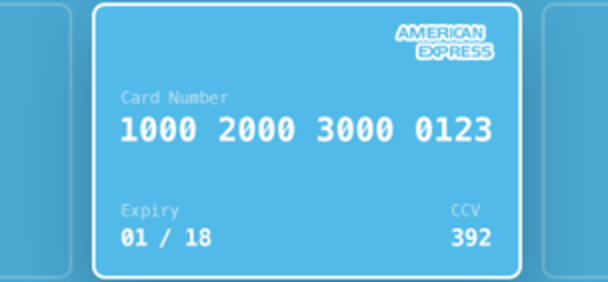 AMERICAN
EXPRESS
Card Number
1000 2000 3000 0123
Expiry CCV
01 / 18 392